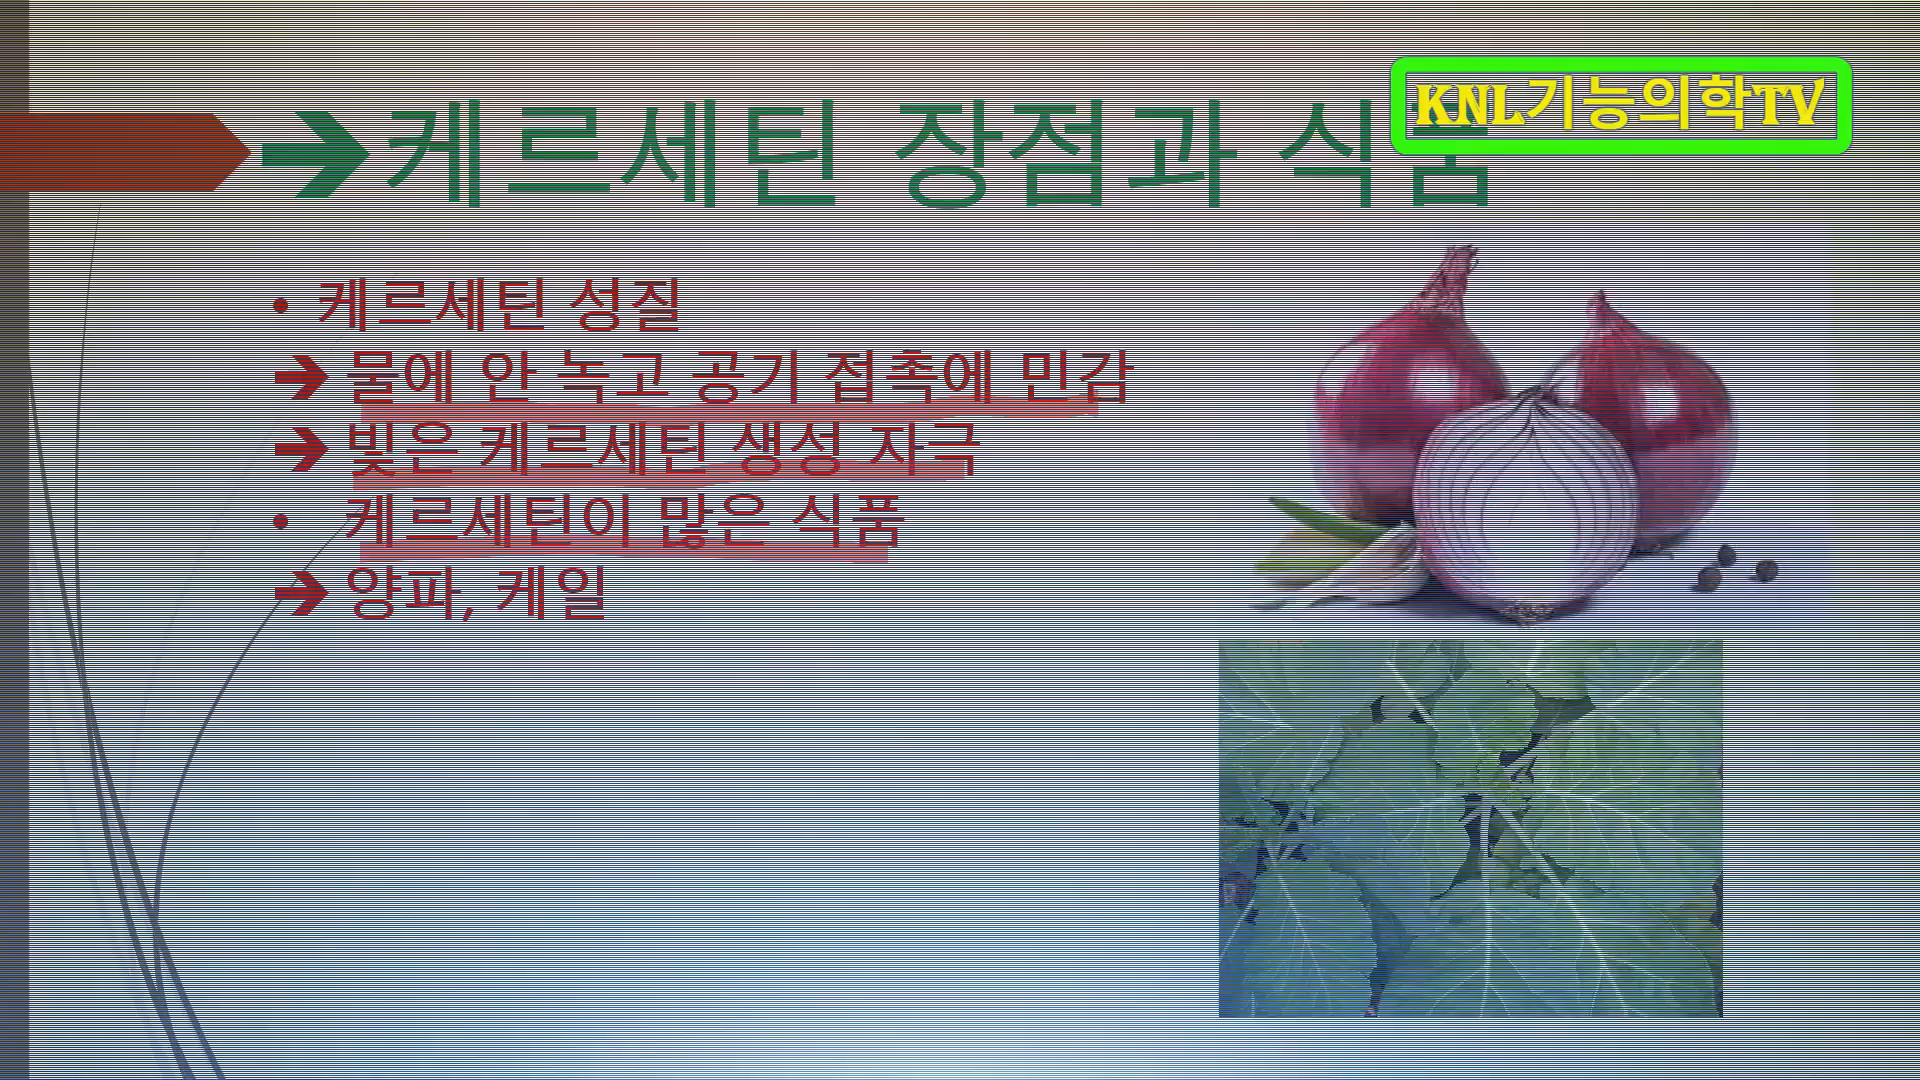 KNL기능의학TV
➔케르세틴 장점과 식품
• 케르세틴 성질
➔ 물에 안 녹고 공기 접촉에 민감
➔ 빛은 케르세틴 생성 자극
• 케르세틴이 많은 식품
➔ 양파, 케일